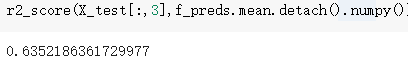 r2_score(X_test[:,3],f_preds.mean.detach().numpy())
0.6352186361729977